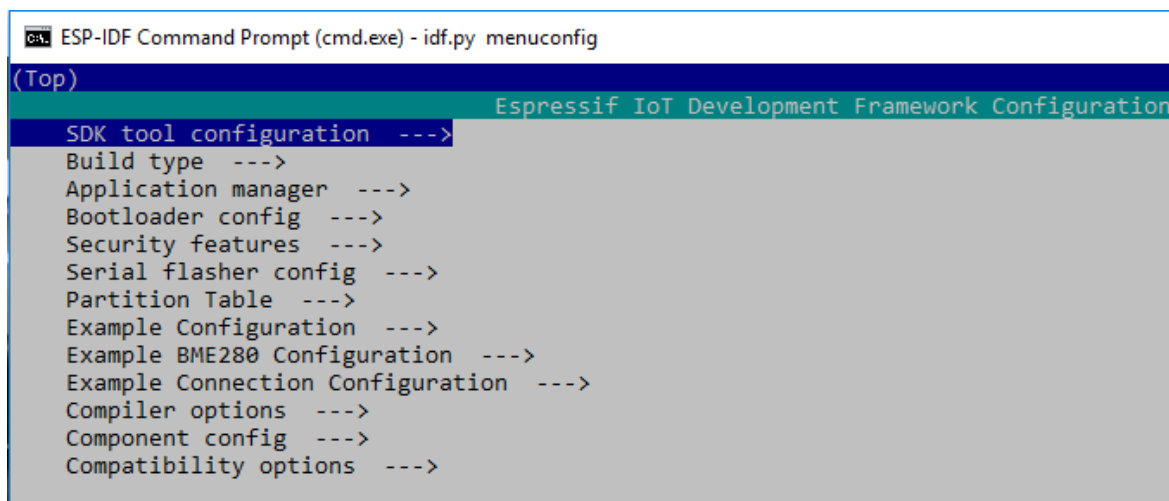 ESP-IDF Command Prompt (cmd.exe) - idf.py menuconfig
(Top)
Espressif IoT Development Framework Configuration
SDK tool configuration --->
Build type --->
Application manager --->
Bootloader config --->
Security features --->
Serial flasher config --->
Partition Table --->
Example Configuration --->
Example BME280 Configuration --->
Example Connection Configuration --->
Compiler options --->
Component config --->
Compatibility options --->